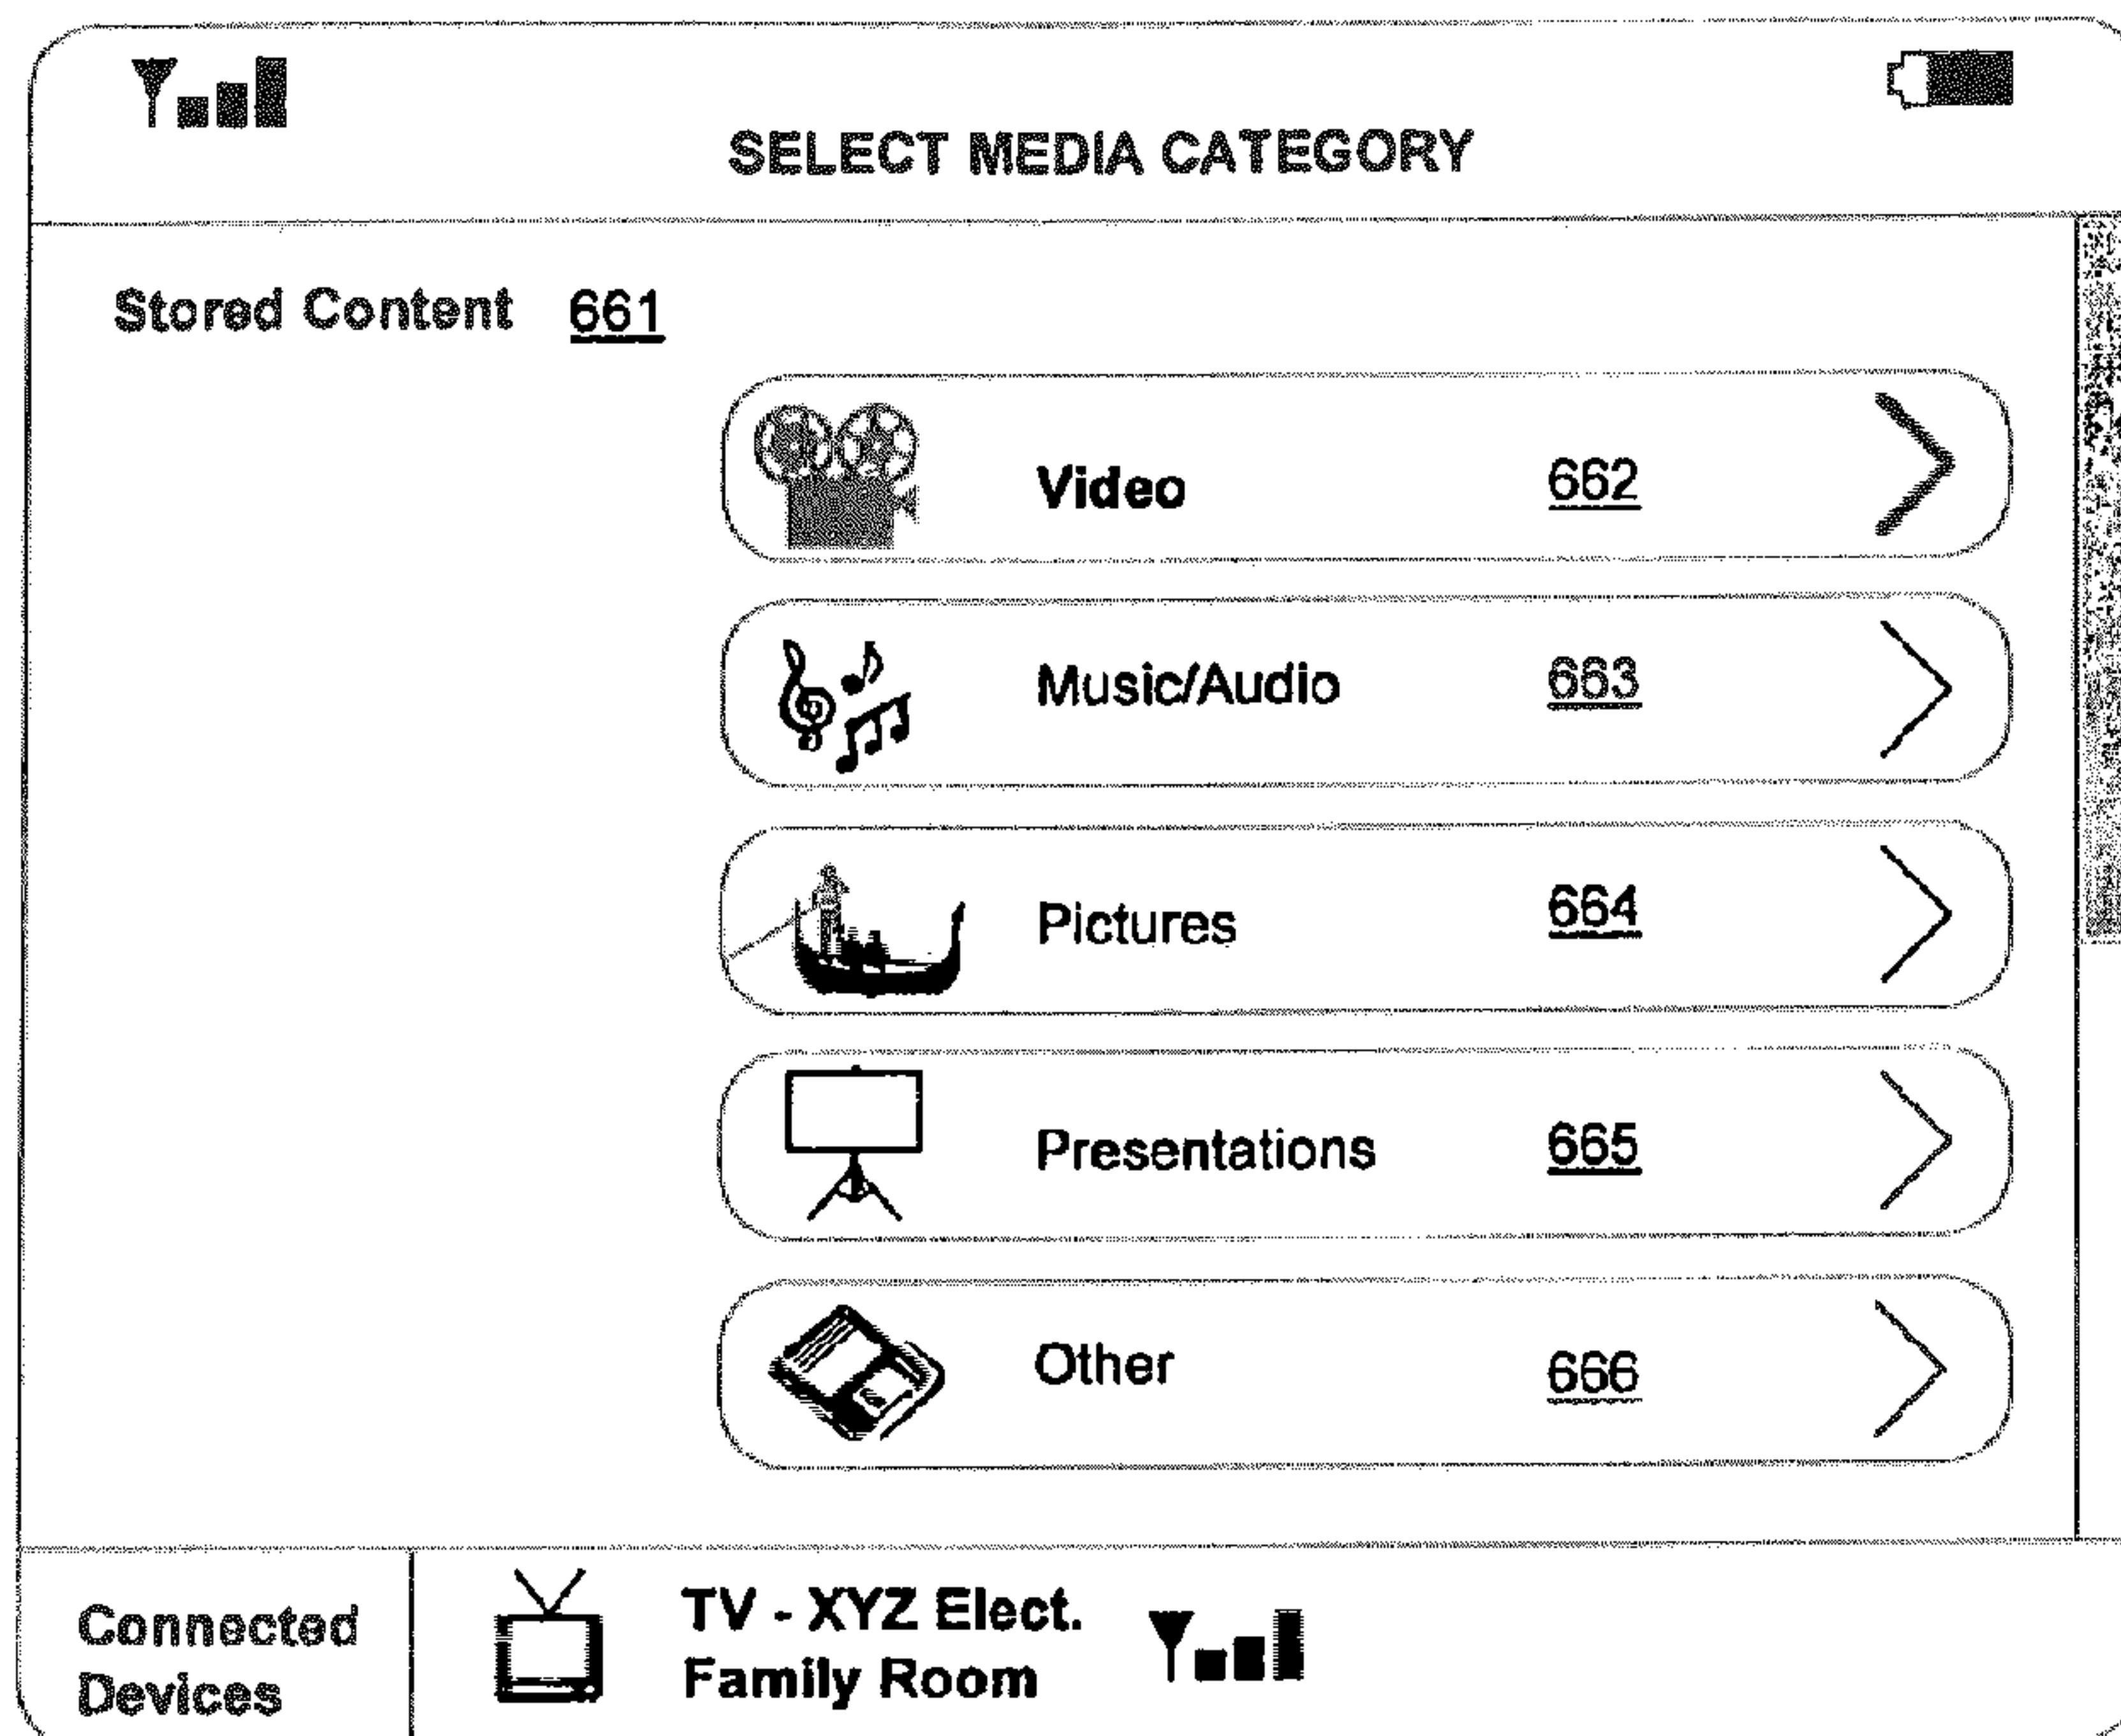 SELECT MEDIA CATEGORY
Stored Content 661
Video 662
Music/Audio 663
Pictures 664
Presentations 665
Other 666
Connected
Devices
TV - XYZ Elect.
Family Room